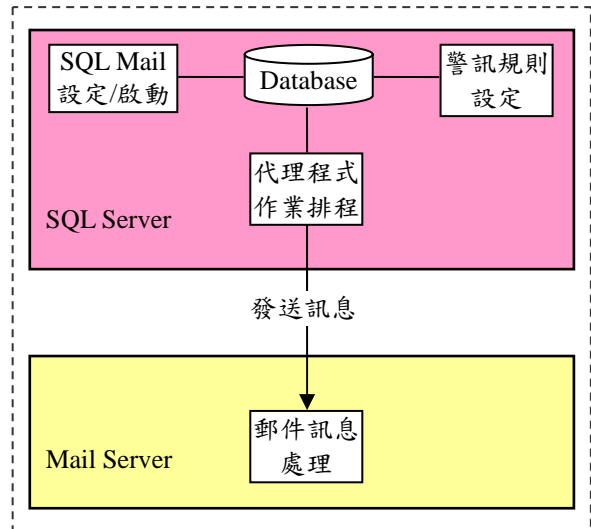 SQL Mail
設定/啟動
Database
警訊規則
設定
代理程式
作業排程
SQL Server
發送訊息
郵件訊息
處理
Mail Server